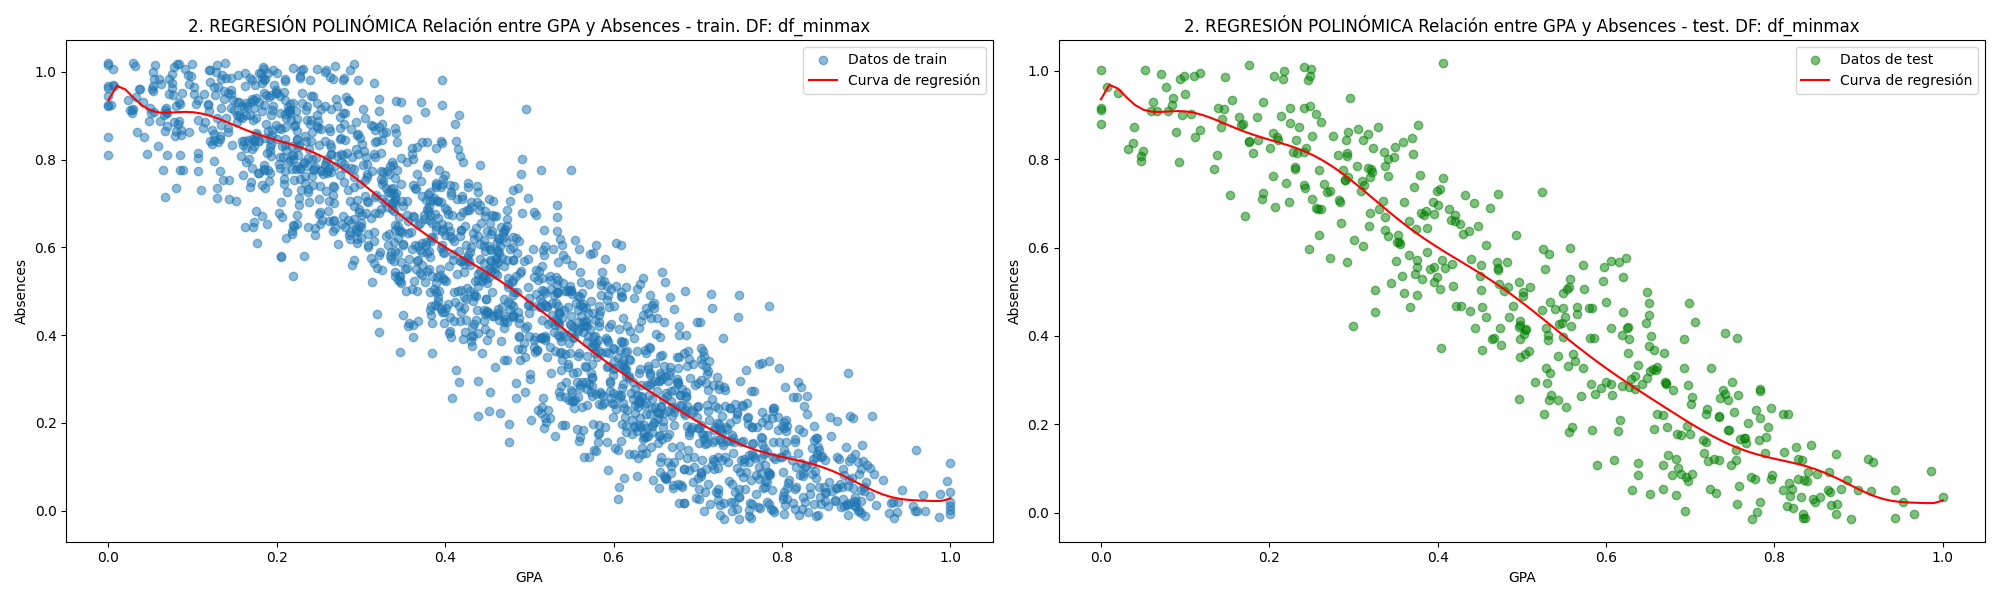 2. REGRESIÓN POLINÓMICA Relación entre GPA y Absences - train. DF: df_minmax
Datos de train
Curva de regresión
1.0
0.8
0.6
0.4
0.2
0.0
Absences
0.0 0.2 0.4 0.6 0.8 1.0
GPA
2. REGRESIÓN POLINÓMICA Relación entre GPA y Absences - test. DF: df_minmax
Datos de test
Curva de regresión
1.0
0.8
0.6
0.4
0.2
0.0
Absences
0.0 0.2 0.4 0.6 0.8 1.0
GPA